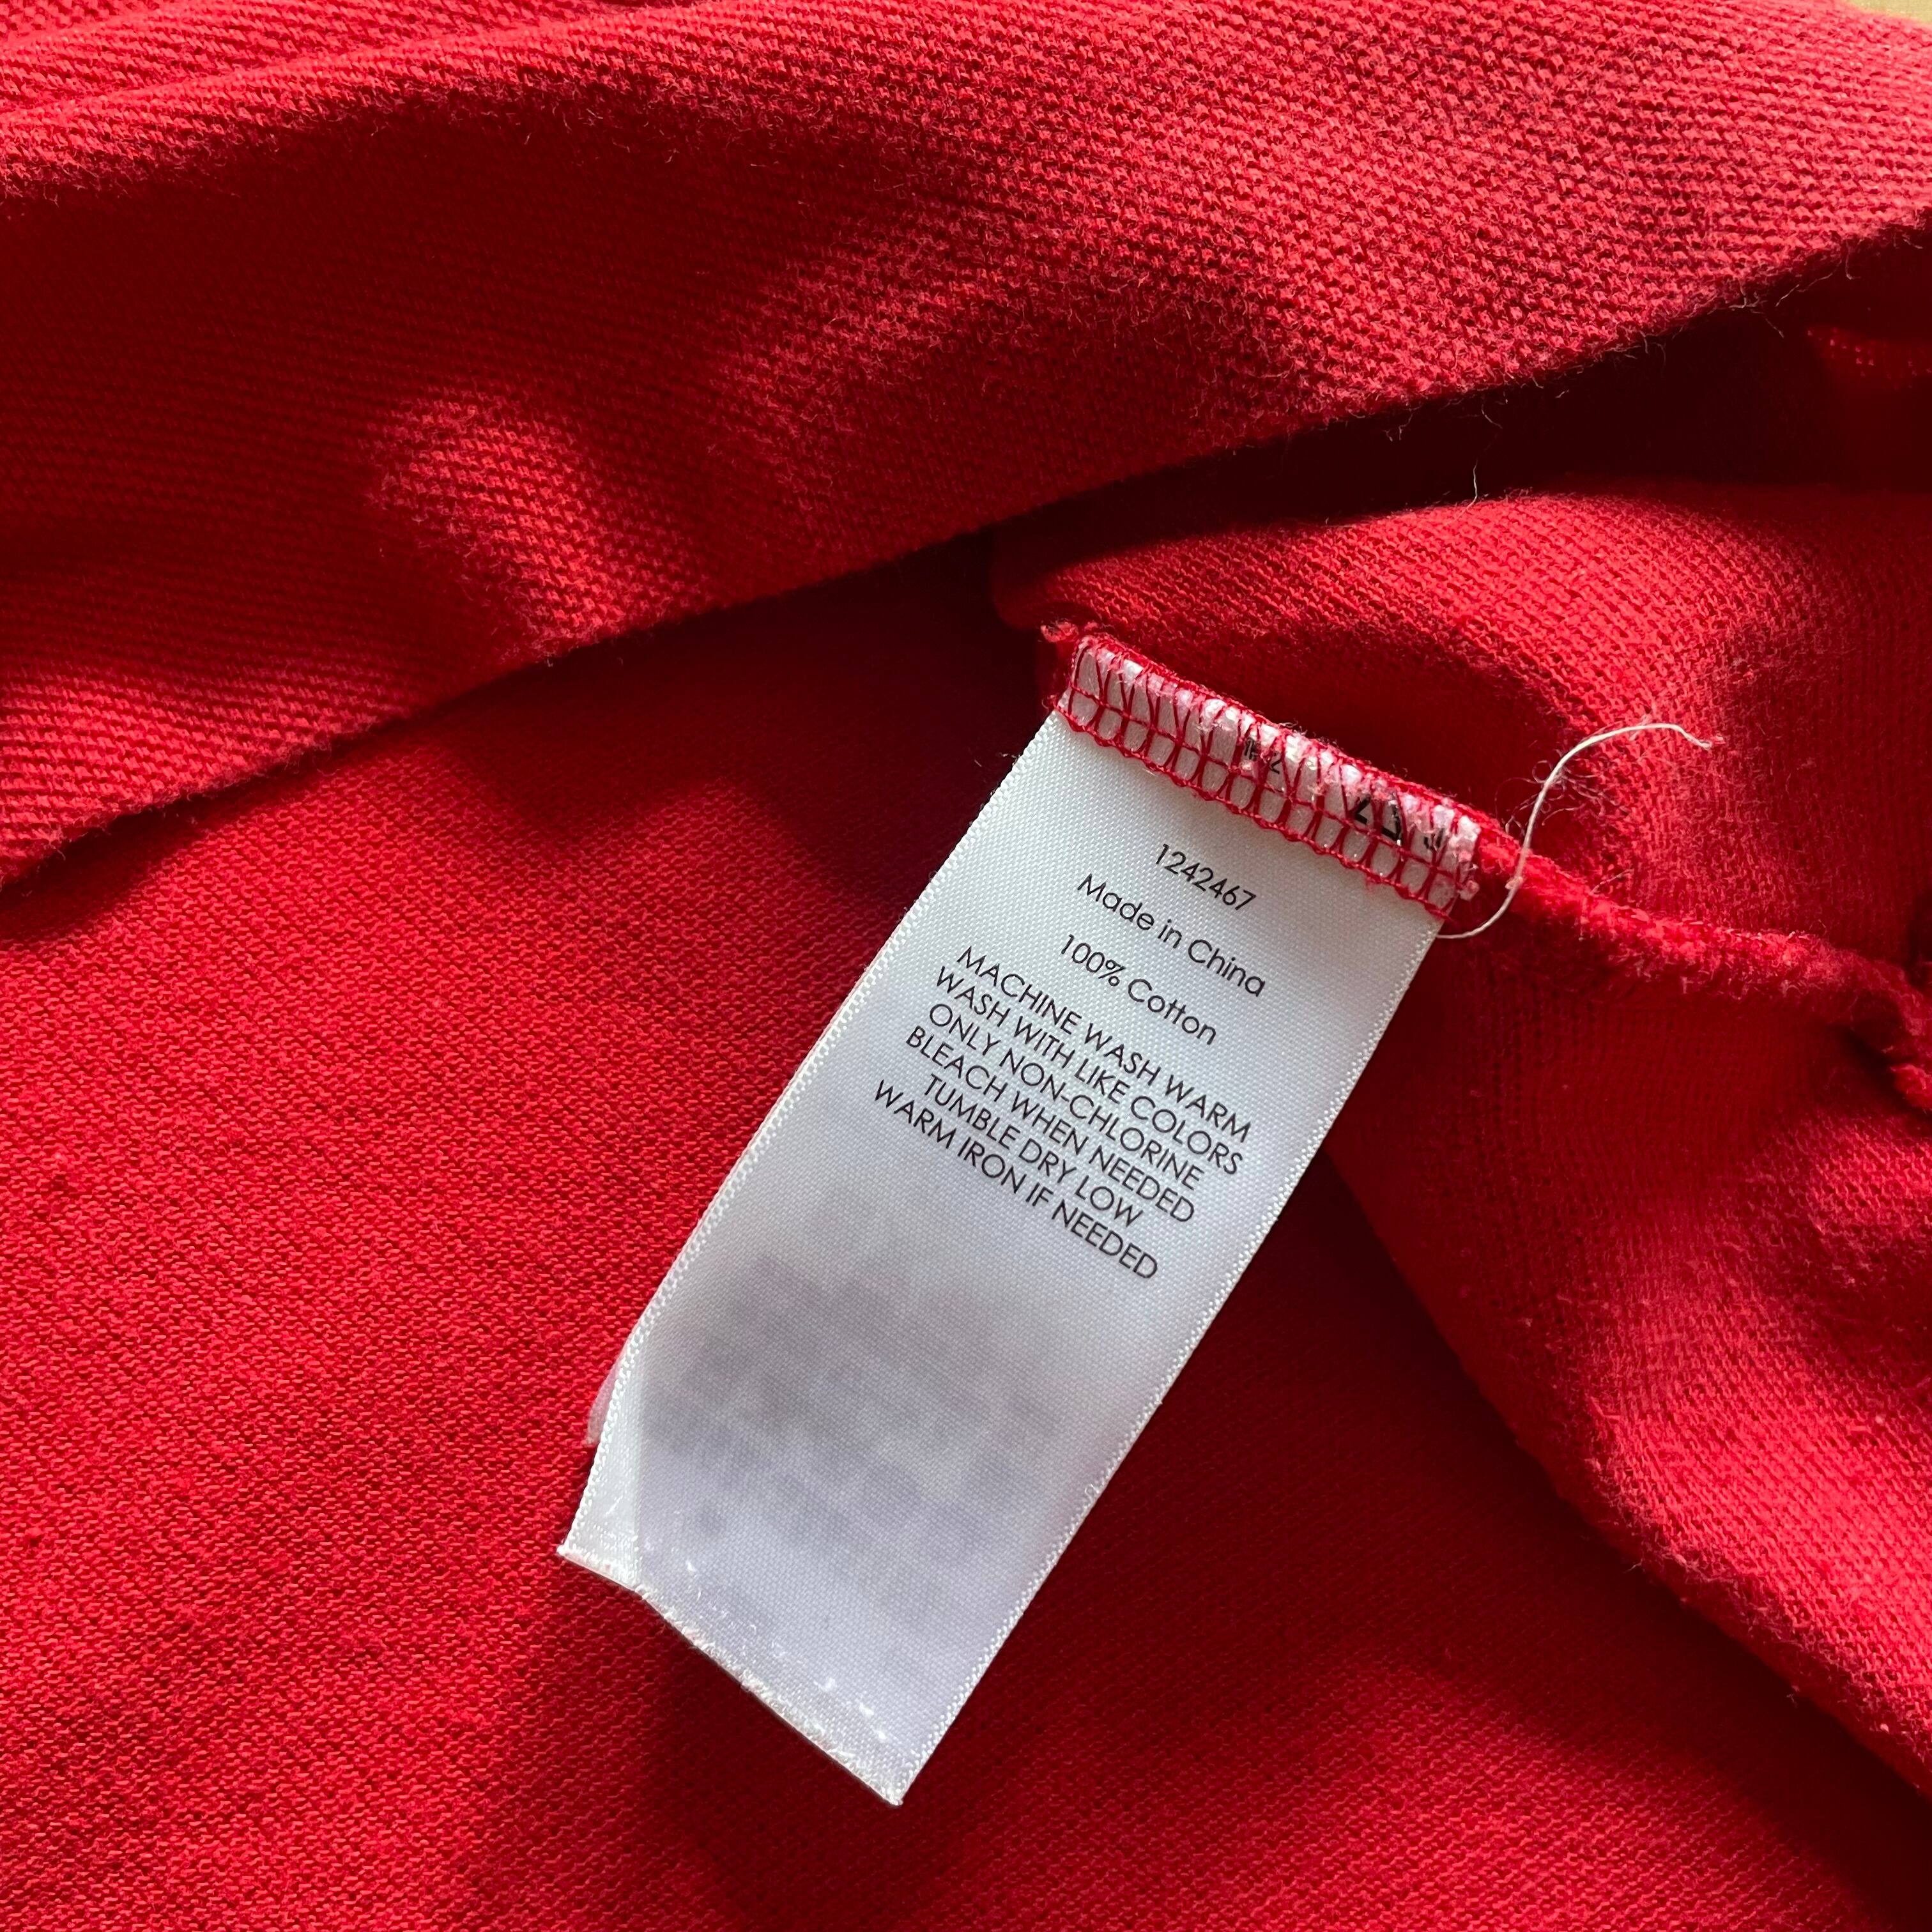 1242467
Made in China
100% Cotton
MACHINE WASH WARM
WASH WITH LIKE COLORS
ONLY NON-CHLORINE
BLEACH WHEN NEEDED
TUMBLE DRY LOW
WARM IRON IF NEEDED